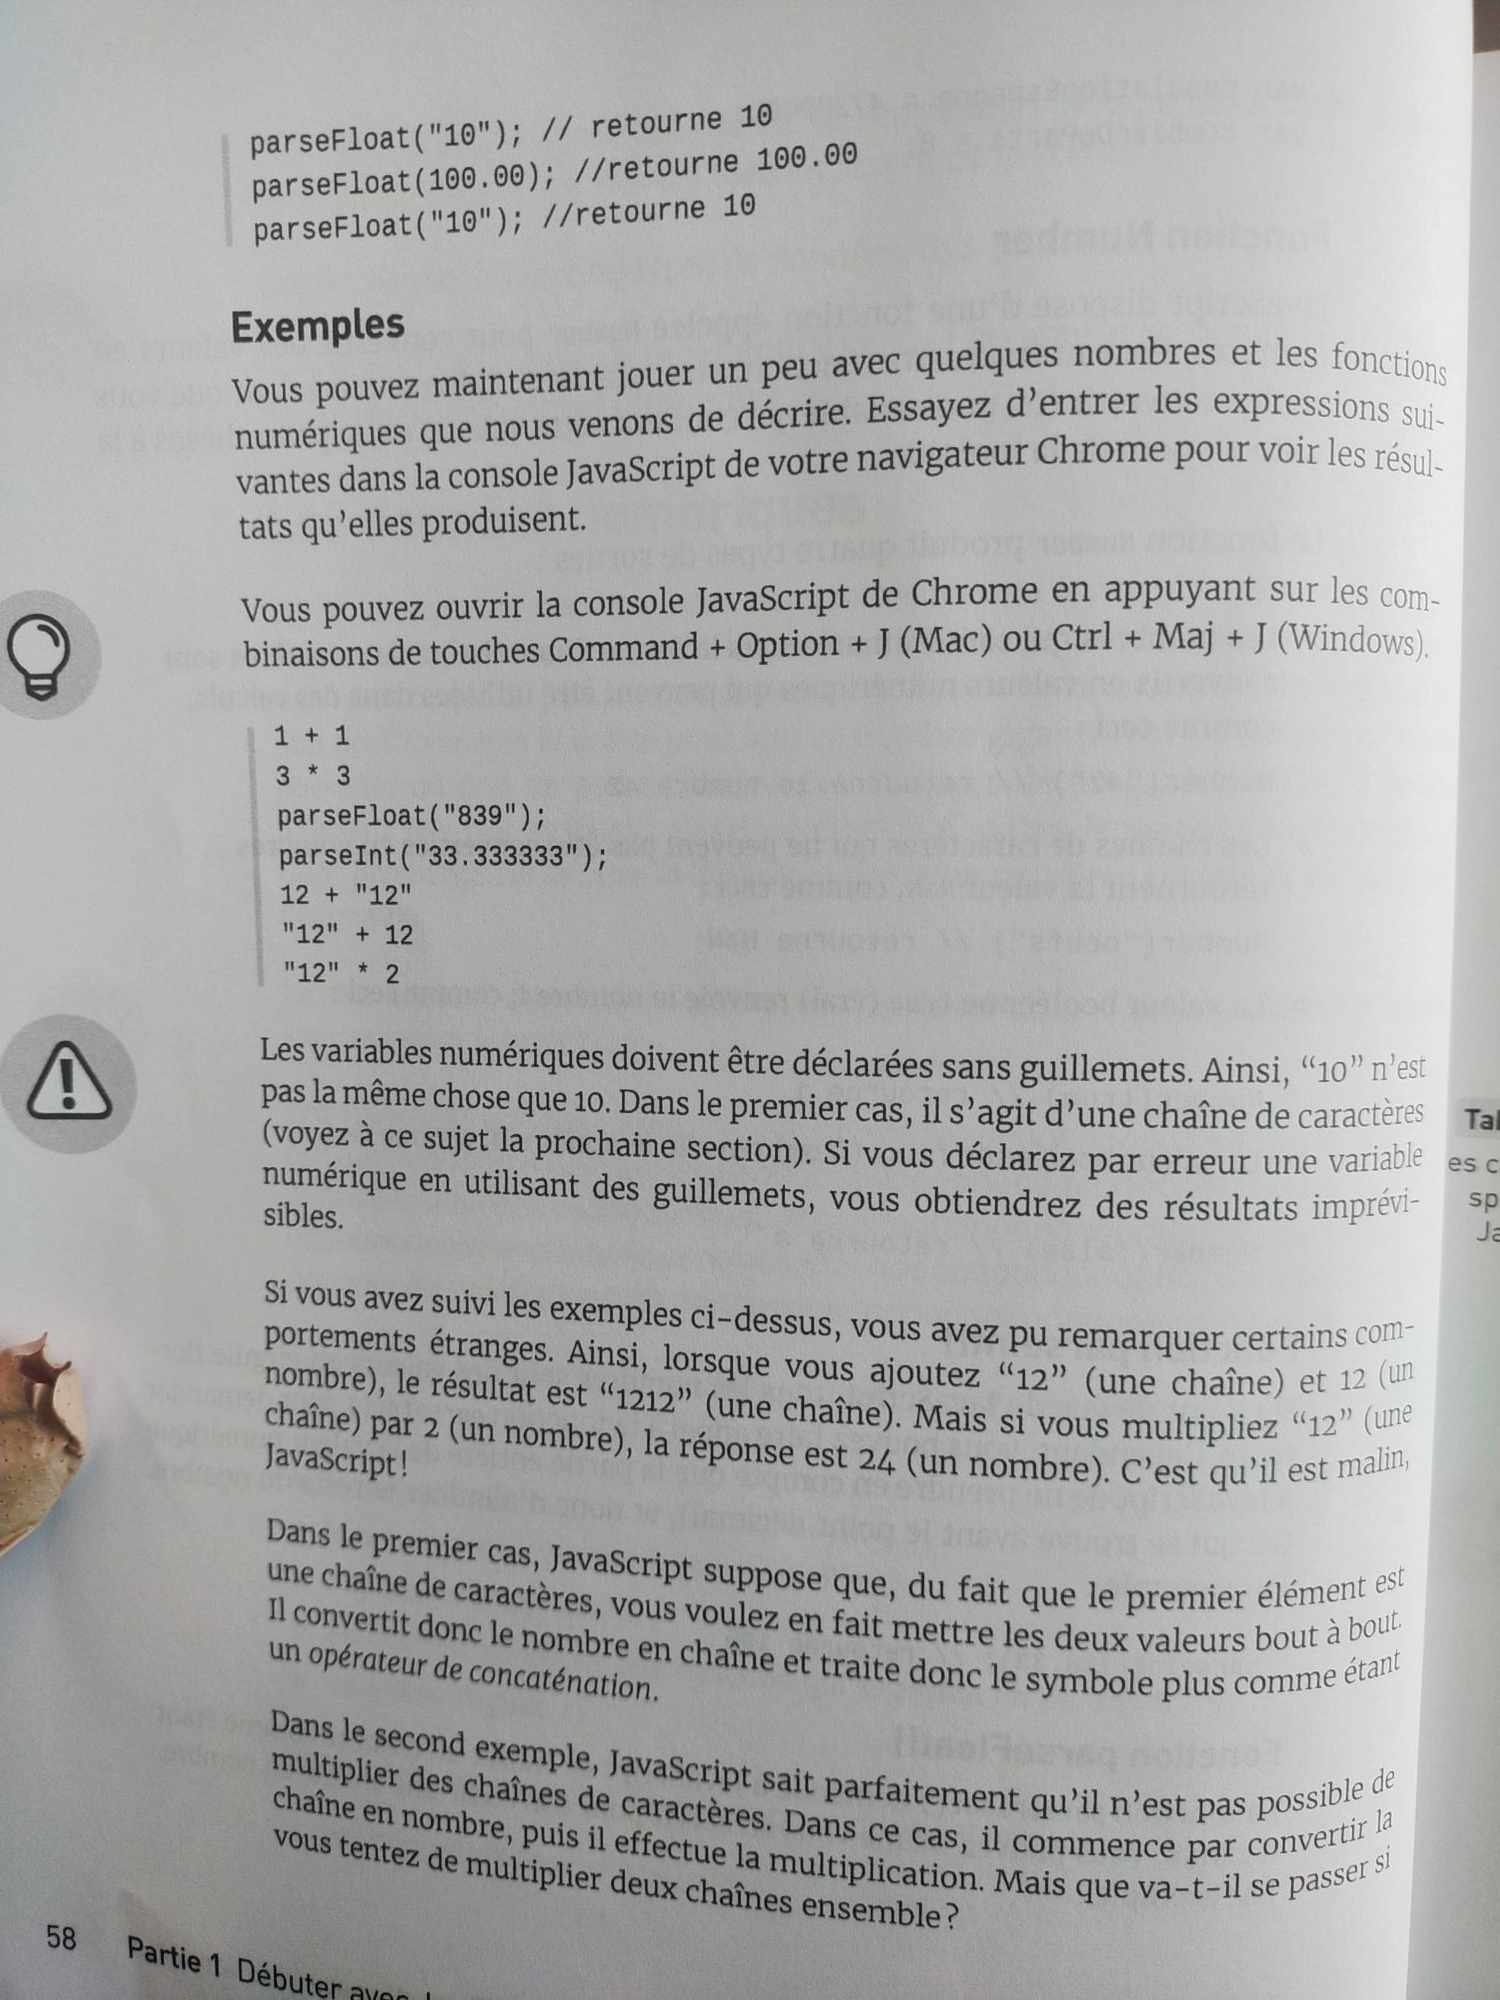 parseFloat("10"); // retourne 10
parseFloat(100.00); //retourne 100.00
parseFloat("10"); //retourne 10
Exemples
Vous pouvez maintenant jouer un peu avec quelques nombres et les fonctions
numériques que nous venons de décrire. Essayez d'entrer les expressions sui-
vantes dans la console JavaScript de votre navigateur Chrome pour voir les résul-
tats qu'elles produisent.
Vous pouvez ouvrir la console JavaScript de Chrome en appuyant sur les com-
binaisons de touches Command + Option + J (Mac) ou Ctrl + Maj + J (Windows).
1 + 1
3 * 3
parseFloat("839");
parseInt("33.333333");
12 + "12"
"12" + 12
"12" * 2
Les variables numériques doivent être déclarées sans guillemets. Ainsi, “10” n'est
pas la même chose que 10. Dans le premier cas, il s'agit d'une chaîne de caractères
(voyez à ce sujet la prochaine section). Si vous déclarez par erreur une variable
numérique en utilisant des guillemets, vous obtiendrez des résultats imprévi-
sibles.
Si vous avez suivi les exemples ci-dessus, vous avez pu remarquer certains com-
portements étranges. Ainsi, lorsque vous ajoutez “12” (une chaîne) et 12 (un
nombre), le résultat est “1212” (une chaîne). Mais si vous multipliez “12” (une
chaîne) par 2 (un nombre), la réponse est 24 (un nombre). C'est qu'il est malin,
JavaScript!
Dans le premier cas, JavaScript suppose que, du fait que le premier élément est
une chaîne de caractères, vous voulez en fait mettre les deux valeurs bout à bout.
Il convertit donc le nombre en chaîne et traite donc le symbole plus comme étant
un opérateur de concaténation.
Dans le second exemple, JavaScript sait parfaitement qu'il n'est pas possible de
multiplier des chaînes de caractères. Dans ce cas, il commence par convertir la
chaîne en nombre, puis il effectue la multiplication. Mais que va-t-il se passer si
vous tentez de multiplier deux chaînes ensemble?
58 Partie 1 Débuter avec